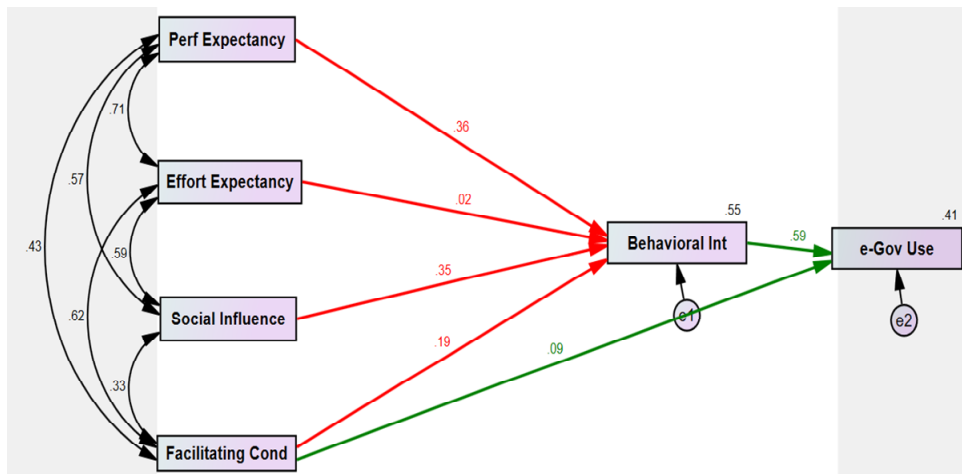 Perf Expectancy
.71
.36
Effort Expectancy
.57
.02
.55
.41
.43
.59
Behavioral Int
.59
e-Gov Use
.35
.62
Social Influence
e1
e2
.19
.09
.33
Facilitating Cond